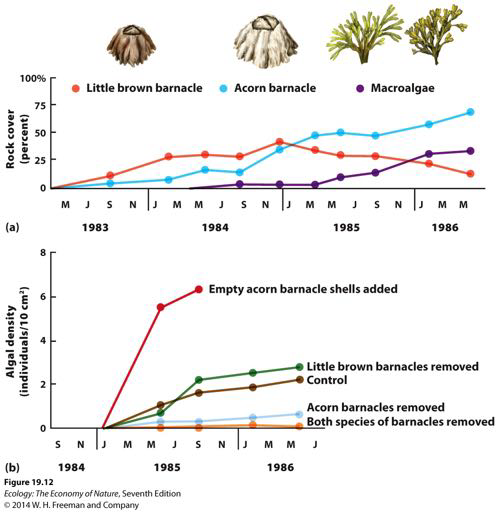 Little brown barnacle
Acorn barnacle
Macroalgae
Rock cover
(percent)
100%
75
50
25
0
M J S N J M M J S N J M M J S N J M M
(a)
1983 1984 1985 1986
Algal density
(individuals/10 cm²)
8
6
4
2
0
Empty acorn barnacle shells added
Little brown barnacles removed
Control
Acorn barnacles removed
Both species of barnacles removed
S N J M M J S N J M M J
(b)
1984 1985 1986
Figure 19.12
Ecology: The Economy of Nature, Seventh Edition
© 2014 W. H. Freeman and Company